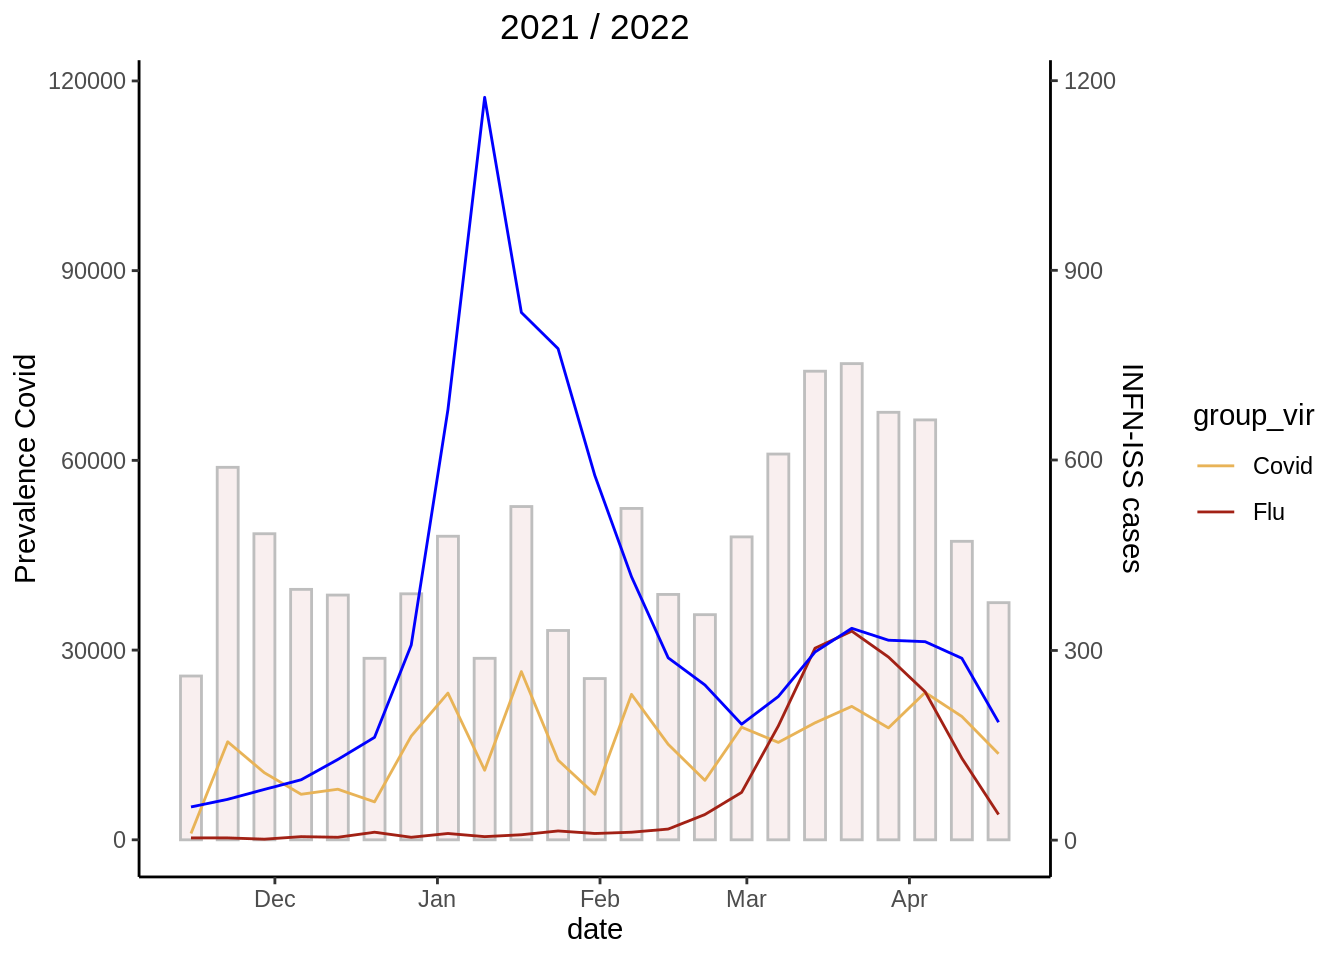 2021 / 2022
Prevalence Covid
120000
90000
60000
30000
0
1200
900
600
300
0
INFN-ISS cases
group_vir
Covid
Flu
Dec Jan Feb Mar Apr
date